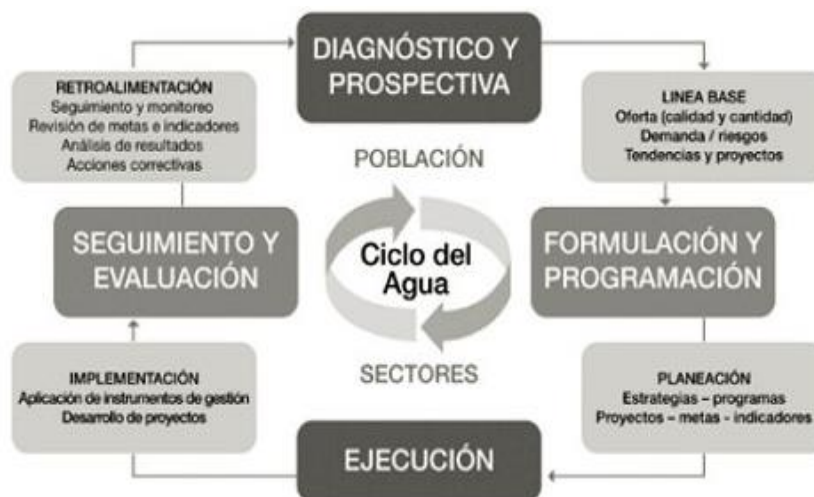 DIAGNÓSTICO Y
PROSPECTIVA
RETROALIMENTACIÓN
Seguimiento y monitoreo
Revisión de metas e indicadores
Análisis de resultados
Acciones correctivas
LINEA BASE
Oferta (calidad y cantidad)
Demanda / riesgos
Tendencias y proyectos
POBLACIÓN
SEGUIMIENTO Y
EVALUACIÓN
Ciclo del
Agua
FORMULACIÓN Y
PROGRAMACIÓN
SECTORES
IMPLEMENTACIÓN
Aplicación de instrumentos de gestión
Desarrollo de proyectos
PLANEACIÓN
Estrategias – programas
Proyectos – metas - indicadores
EJECUCIÓN